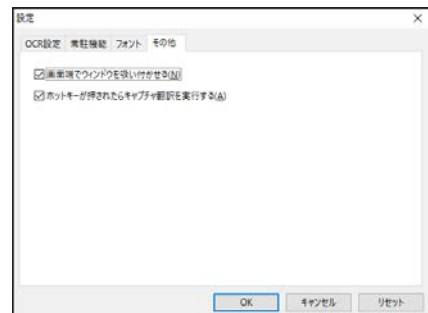 設定
OCR設定 常駐機能 フォント その他
画面端でウィンドウを吸い付かせる(N)
ホットキーが押されたらキャプチャ翻訳を実行する(A)
OK キャンセル リセット